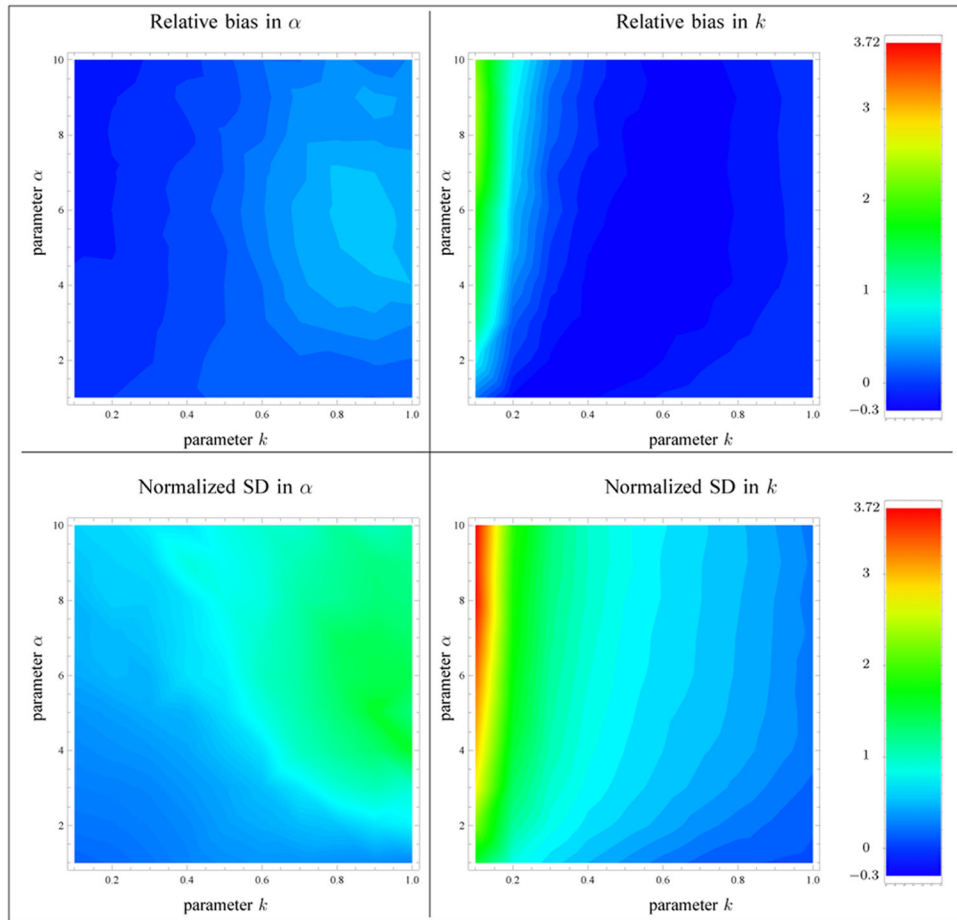 Relative bias in α
Relative bias in k
10
8
6
4
2
parameter α
0.2 0.4 0.6 0.8 1.0
parameter k
10
8
6
4
2
parameter α
0.2 0.4 0.6 0.8 1.0
parameter k
3.72
3
2
1
0
−0.3
Normalized SD in α
Normalized SD in k
10
8
6
4
2
parameter α
0.2 0.4 0.6 0.8 1.0
parameter k
10
8
6
4
2
parameter α
0.2 0.4 0.6 0.8 1.0
parameter k
3.72
3
2
1
0
−0.3